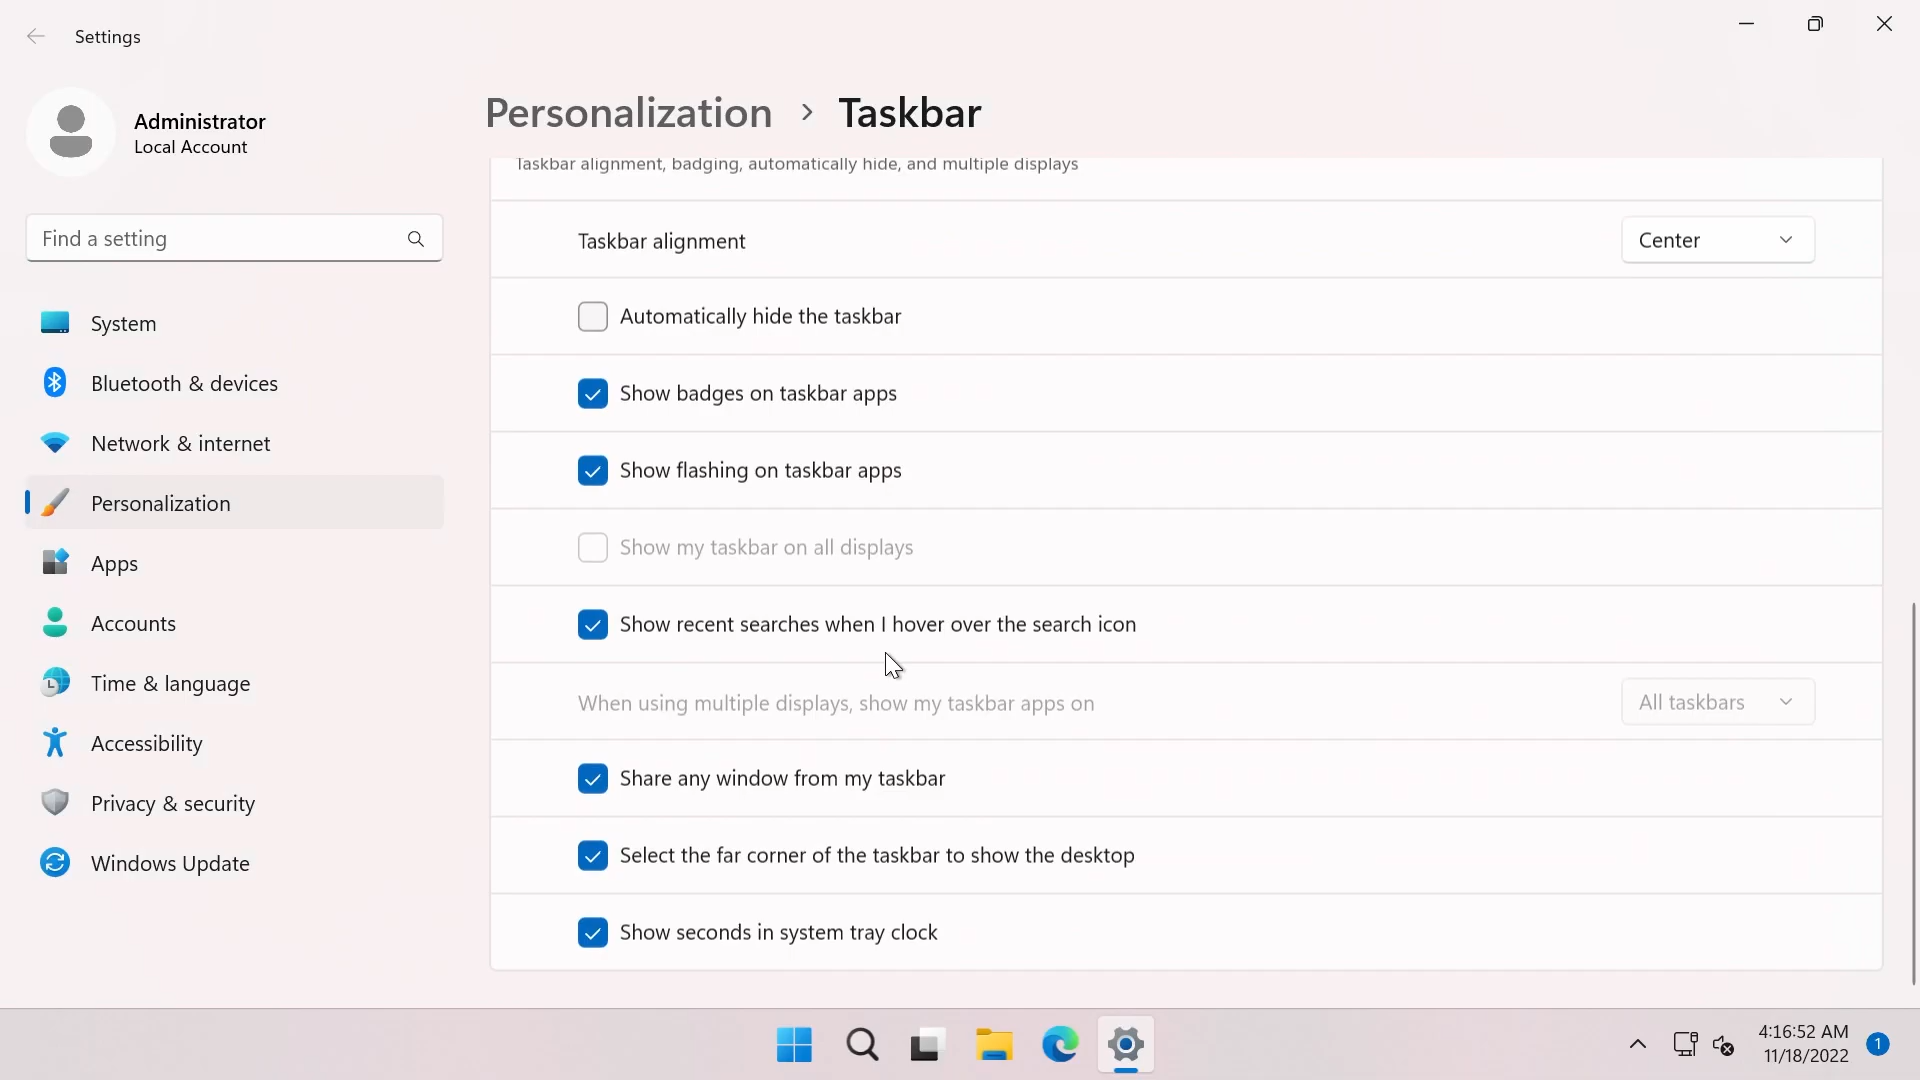 Settings
Administrator
Local Account
Find a setting
System
Bluetooth & devices
Network & internet
Personalization
Apps
Accounts
Time & language
Accessibility
Privacy & security
Windows Update
Personalization > Taskbar
Taskbar alignment, badging, automatically hide, and multiple displays
Taskbar alignment Center
Automatically hide the taskbar
Show badges on taskbar apps
Show flashing on taskbar apps
Show my taskbar on all displays
Show recent searches when I hover over the search icon
When using multiple displays, show my taskbar apps on All taskbars
Share any window from my taskbar
Select the far corner of the taskbar to show the desktop
Show seconds in system tray clock
4:16:52 AM
11/18/2022
1